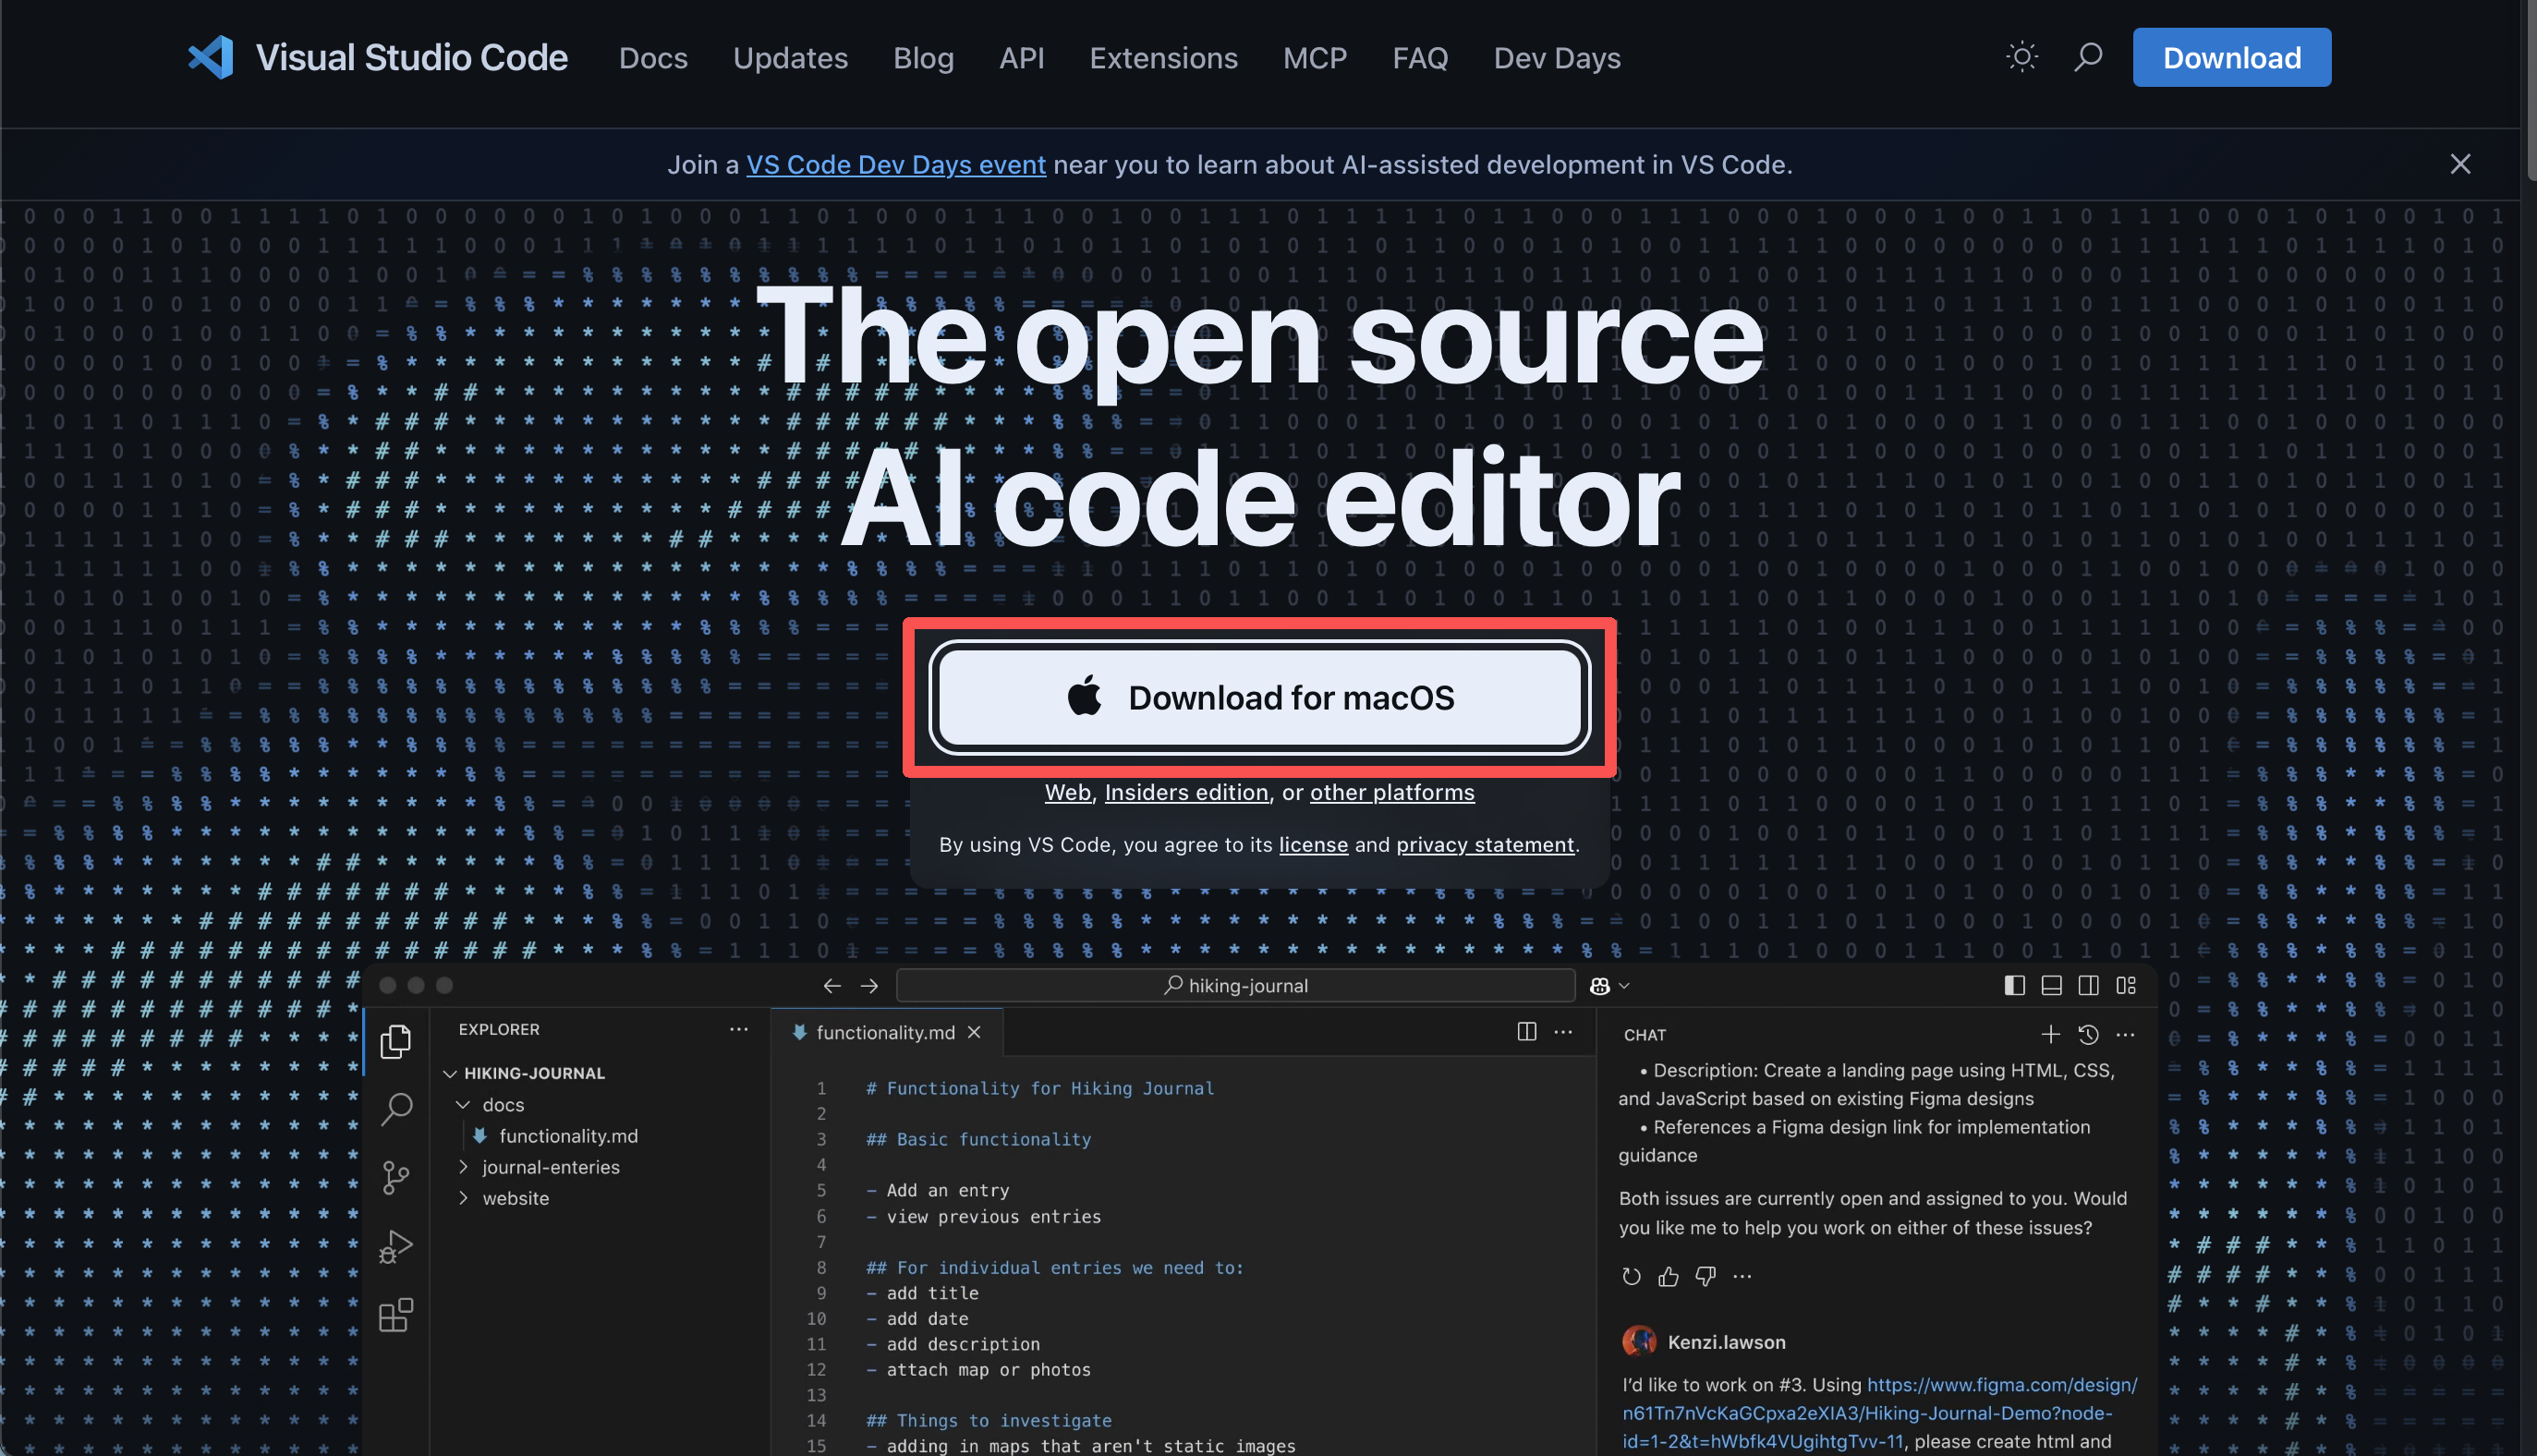 Visual Studio Code Docs Updates Blog API Extensions MCP FAQ Dev Days Download
Join a VS Code Dev Days event near you to learn about AI-assisted development in VS Code.
The open source
AI code editor
Download for macOS
Web, Insiders edition, or other platforms
By using VS Code, you agree to its license and privacy statement.
hiking-journal
EXPLORER
HIKING-JOURNAL
docs
functionality.md
journal-enteries
website
functionality.md
1 # Functionality for Hiking Journal
2
3 ## Basic functionality
4
5 - Add an entry
6 - view previous entries
7
8 ## For individual entries we need to:
9 - add title
10 - add date
11 - add description
12 - attach map or photos
13
14 ## Things to investigate
15 - adding in maps that aren't static images
CHAT
• Description: Create a landing page using HTML, CSS,
and JavaScript based on existing Figma designs
• References a Figma design link for implementation
guidance
Both issues are currently open and assigned to you. Would
you like me to help you work on either of these issues?
Kenzi.lawson
I'd like to work on #3. Using https://www.figma.com/design/
n61Tn7nVcKaGCpxa2eXIA3/Hiking-Journal-Demo?node-
id=1-2&t=hWbfk4VUgihtgTvv-11, please create html and